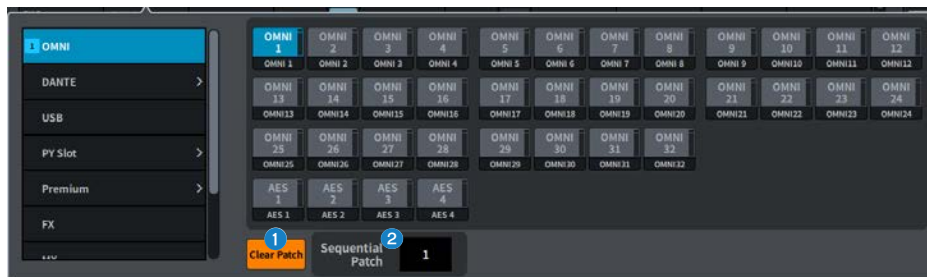 1 OMNI
DANTE
USB
PY Slot
Premium
FX
OMNI 1 OMNI 2 OMNI 3 OMNI 4 OMNI 5 OMNI 6 OMNI 7 OMNI 8 OMNI 9 OMNI 10 OMNI 11 OMNI 12
OMNI 1 OMNI 2 OMNI 3 OMNI 4 OMNI 5 OMNI 6 OMNI 7 OMNI 8 OMNI 9 OMNI10 OMNI11 OMNI12
OMNI 13 OMNI 14 OMNI 15 OMNI 16 OMNI 17 OMNI 18 OMNI 19 OMNI 20 OMNI 21 OMNI 22 OMNI 23 OMNI 24
OMNI13 OMNI14 OMNI15 OMNI16 OMNI17 OMNI18 OMNI19 OMNI20 OMNI21 OMNI22 OMNI23 OMNI24
OMNI 25 OMNI 26 OMNI 27 OMNI 28 OMNI 29 OMNI 30 OMNI 31 OMNI 32
OMNI25 OMNI26 OMNI27 OMNI28 OMNI29 OMNI30 OMNI31 OMNI32
AES 1 AES 2 AES 3 AES 4
AES 1 AES 2 AES 3 AES 4
1
Clear Patch
2
Sequential
Patch
1